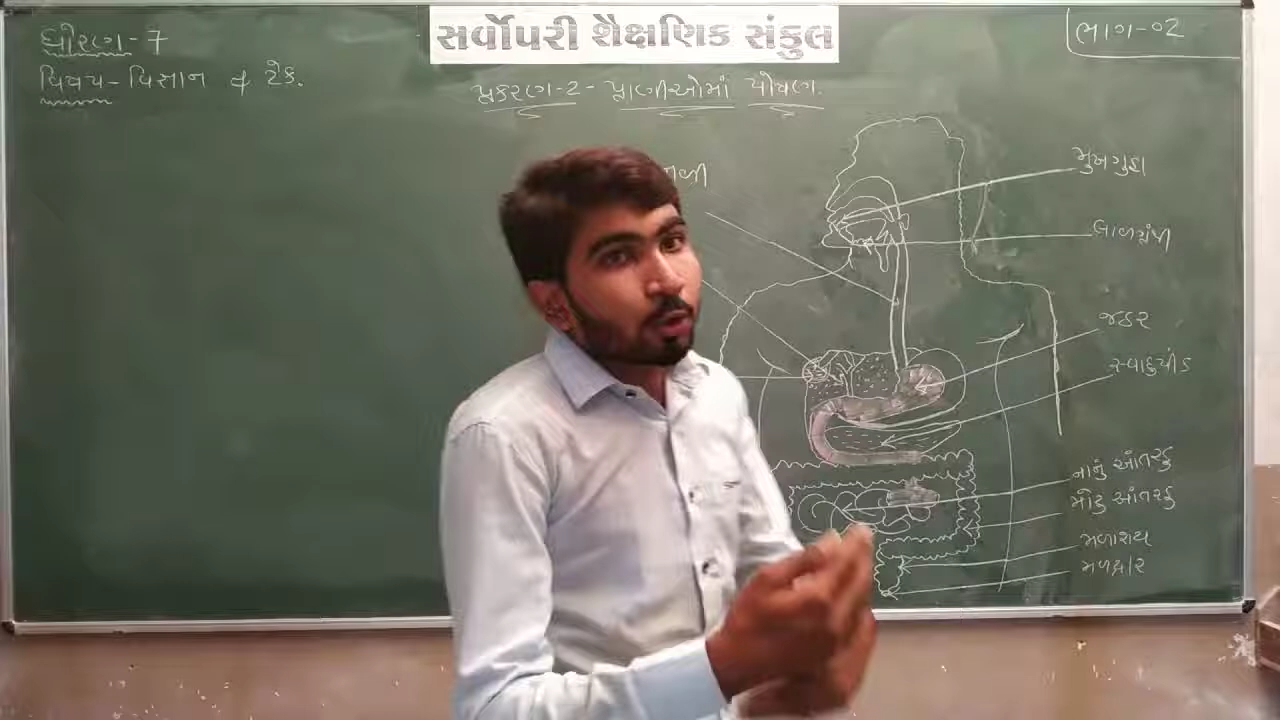 સર્વોપરી શૈક્ષણિક સંકુલ
ધોરણ-7
ભાગ-02
વિષય-વિજ્ઞાન & ટેક.
પ્રકરણ-2-પ્રાણીઓમાં પોષણ.
મુખગુહા
લાળગ્રંથી
જઠર
સ્વાદુપીંડ
નાનું આંતરડુ
મોટુ આંતરડુ
મળાશય
મળદ્વાર